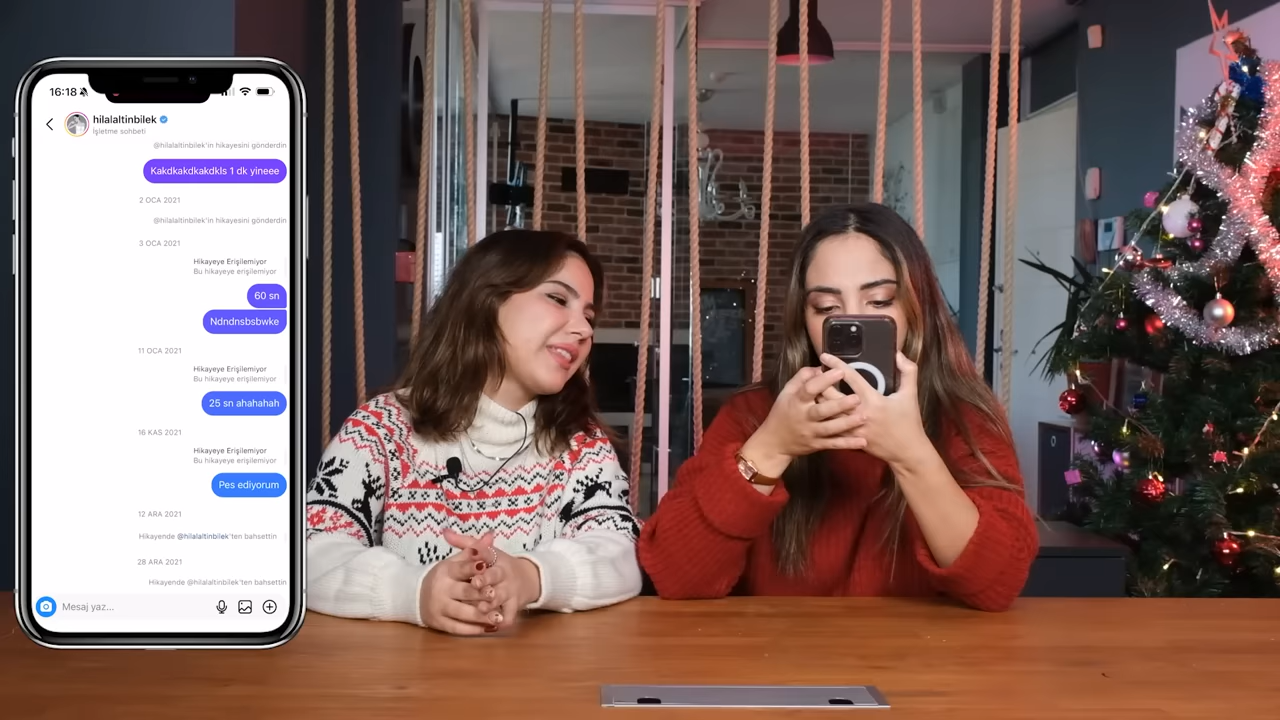 16:18
hilalaltinbilek
İşletme sohbeti
@hilalaltinbilek'in hikayesini gönderdin
Kakdkakdkakdkls 1 dk yineee
2 OCA 2021
@hilalaltinbilek'in hikayesini gönderdin
3 OCA 2021
Hikayeye Erişilemiyor
Bu hikayeye erişilemiyor
60 sn
Ndndnsbsbwke
11 OCA 2021
Hikayeye Erişilemiyor
Bu hikayeye erişilemiyor
25 sn ahahahah
16 KAS 2021
Hikayeye Erişilemiyor
Bu hikayeye erişilemiyor
Pes ediyorum
12 ARA 2021
Hikayende @hilalaltinbilek'ten bahsettin
28 ARA 2021
Hikayende @hilalaltinbilek'ten bahsettin
Mesaj yaz...